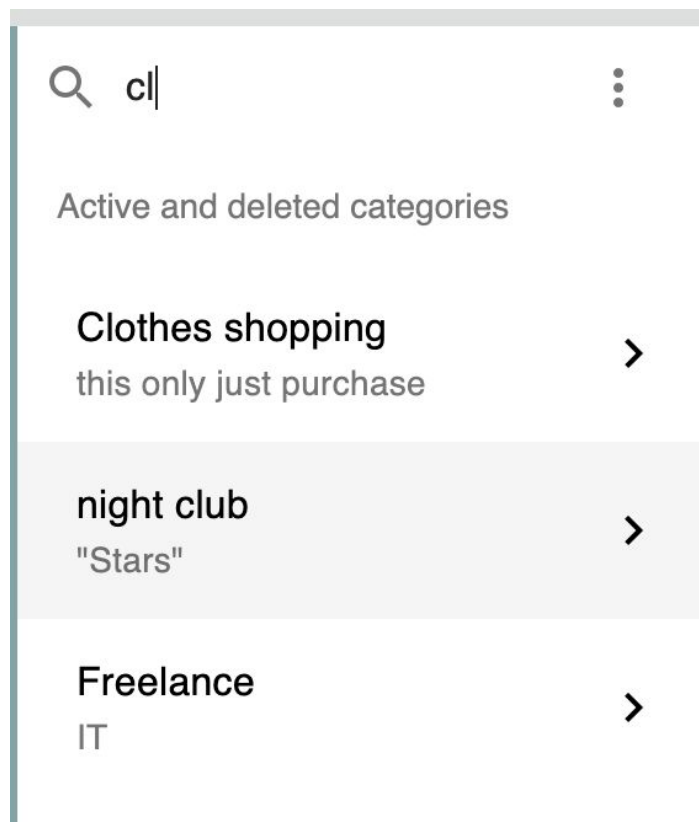 cl
Active and deleted categories
Clothes shopping
this only just purchase
night club
"Stars"
Freelance
IT